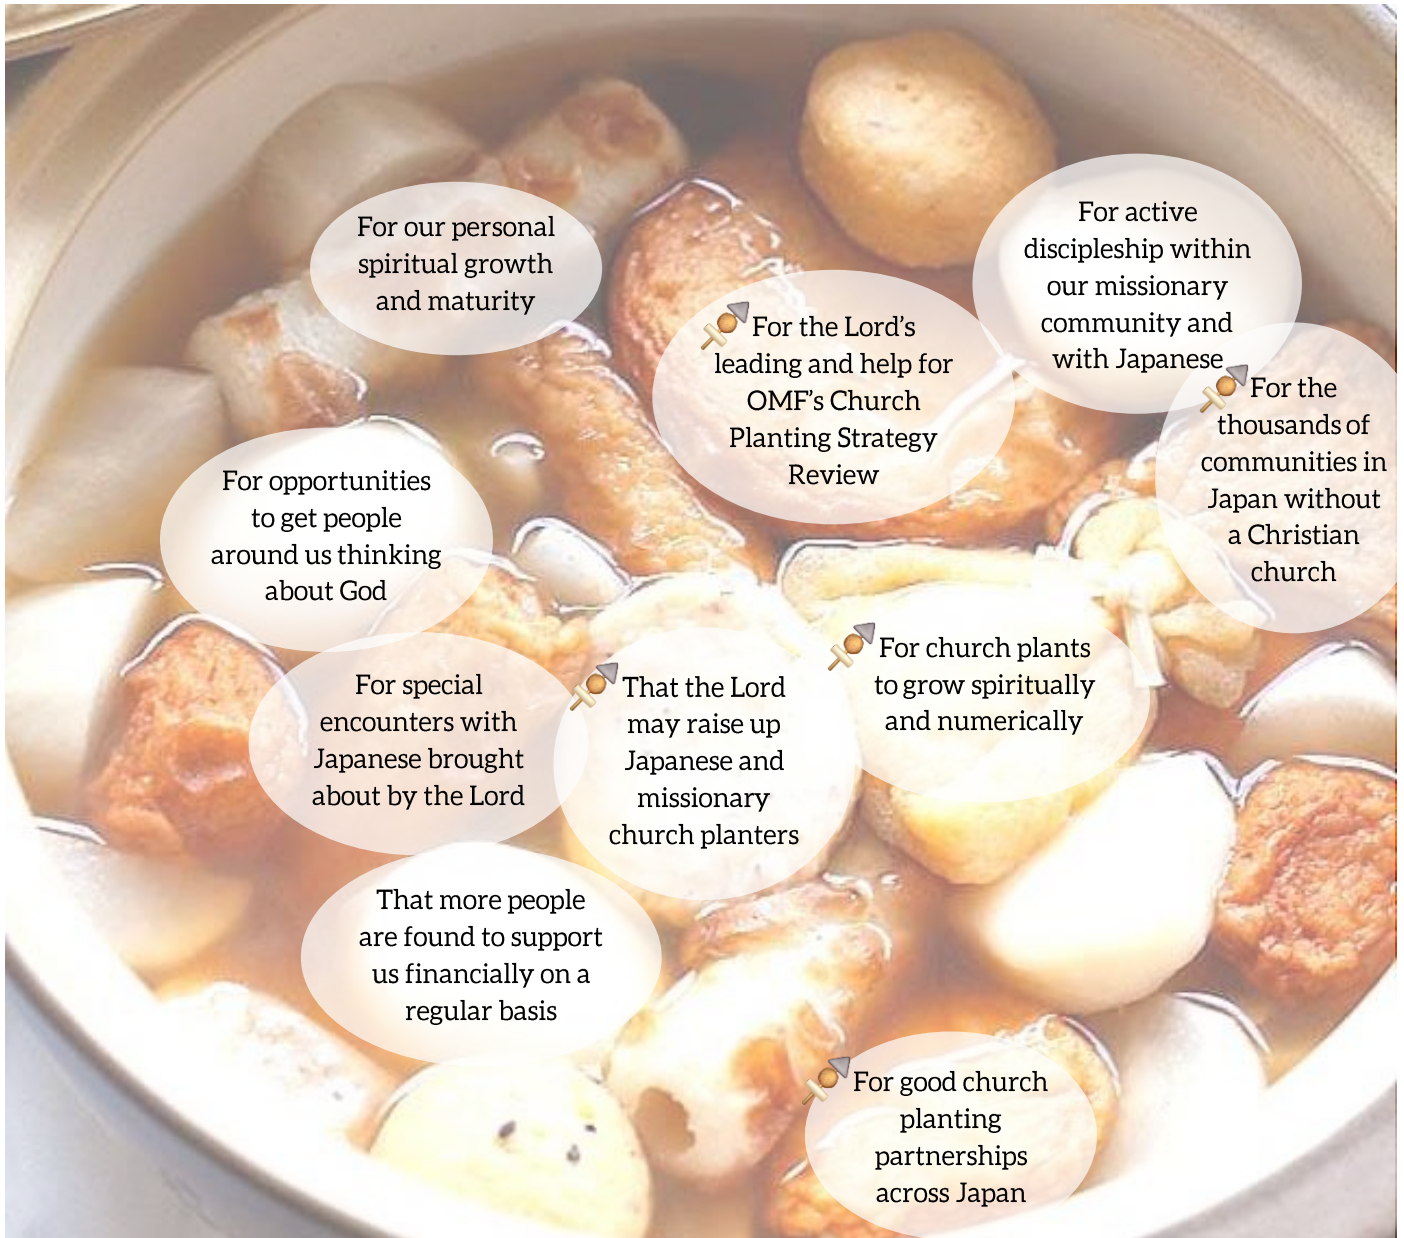 For our personal
spiritual growth
and maturity
For active
discipleship within
our missionary
community and
with Japanese
For the Lord's
leading and help for
OMF's Church
Planting Strategy
Review
For the
thousands of
communities in
Japan without
a Christian
church
For opportunities
to get people
around us thinking
about God
For special
encounters with
Japanese brought
about by the Lord
That the Lord
may raise up
Japanese and
missionary
church planters
For church plants
to grow spiritually
and numerically
That more people
are found to support
us financially on a
regular basis
For good church
planting
partnerships
across Japan